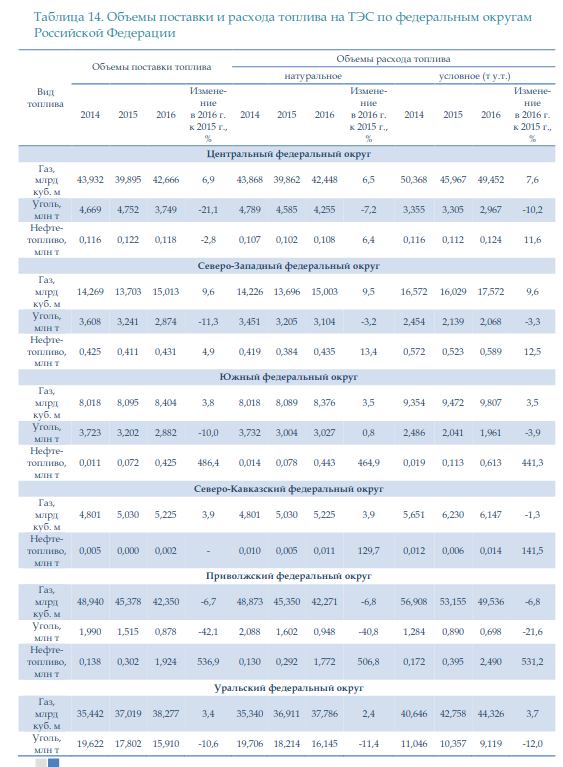 Таблица 14. Объемы поставки и расхода топлива на ТЭС по федеральным округам
Российской Федерации
Вид топлива | Объемы поставки топлива | Объемы расхода топлива
натуральное | условное (т у.т.)
2014 2015 2016 Измене-ние в 2016 г. к 2015 г., % 2014 2015 2016 Измене-ние в 2016 г. к 2015 г., % 2014 2015 2016 Измене-ние в 2016 г. к 2015 г., %
Центральный федеральный округ
Газ, млрд куб. м 43,932 39,895 42,666 6,9 43,868 39,862 42,448 6,5 50,368 45,967 49,452 7,6
Уголь, млн т 4,669 4,752 3,749 -21,1 4,789 4,585 4,255 -7,2 3,355 3,305 2,967 -10,2
Нефте-топливо, млн т 0,116 0,122 0,118 -2,8 0,107 0,102 0,108 6,4 0,116 0,112 0,124 11,6
Северо-Западный федеральный округ
Газ, млрд куб. м 14,269 13,703 15,013 9,6 14,226 13,696 15,003 9,5 16,572 16,029 17,572 9,6
Уголь, млн т 3,608 3,241 2,874 -11,3 3,451 3,205 3,104 -3,2 2,454 2,139 2,068 -3,3
Нефте-топливо, млн т 0,425 0,411 0,431 4,9 0,419 0,384 0,435 13,4 0,572 0,523 0,589 12,5
Южный федеральный округ
Газ, млрд куб. м 8,018 8,095 8,404 3,8 8,018 8,089 8,376 3,5 9,354 9,472 9,807 3,5
Уголь, млн т 3,723 3,202 2,882 -10,0 3,732 3,004 3,027 0,8 2,486 2,041 1,961 -3,9
Нефте-топливо, млн т 0,011 0,072 0,425 486,4 0,014 0,078 0,443 464,9 0,019 0,113 0,613 441,3
Северо-Кавказский федеральный округ
Газ, млрд куб. м 4,801 5,030 5,225 3,9 4,801 5,030 5,225 3,9 5,651 6,230 6,147 -1,3
Нефте-топливо, млн т 0,005 0,000 0,002 - 0,010 0,005 0,011 129,7 0,012 0,006 0,014 141,5
Приволжский федеральный округ
Газ, млрд куб. м 48,940 45,378 42,350 -6,7 48,873 45,350 42,271 -6,8 56,908 53,155 49,536 -6,8
Уголь, млн т 1,990 1,515 0,878 -42,1 2,088 1,602 0,948 -40,8 1,284 0,890 0,698 -21,6
Нефте-топливо, млн т 0,138 0,302 1,924 536,9 0,130 0,292 1,772 506,8 0,172 0,395 2,490 531,2
Уральский федеральный округ
Газ, млрд куб. м 35,442 37,019 38,277 3,4 35,340 36,911 37,786 2,4 40,646 42,758 44,326 3,7
Уголь, млн т 19,622 17,802 15,910 -10,6 19,706 18,214 16,145 -11,4 11,046 10,357 9,119 -12,0